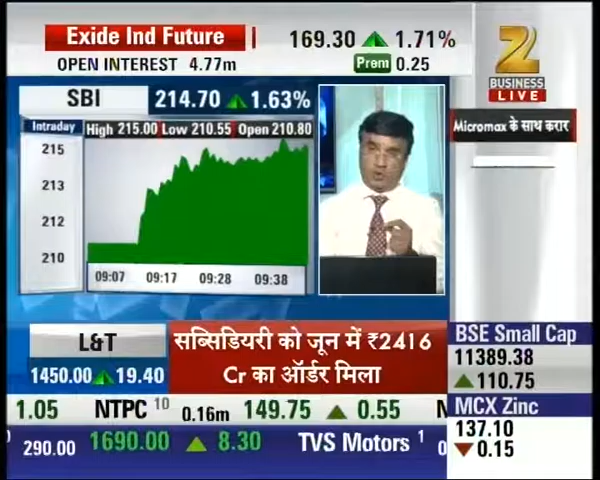 Exide Ind Future
169.30 1.71%
OPEN INTEREST 4.77m
Prem 0.25
Z
BUSINESS
LIVE
SBI 214.70 1.63%
Intraday High 215.00 Low 210.55 Open 210.80
215
213
212
210
09:07 09:17 09:28 09:38
Micromax के साथ करार
L&T
1450.00 19.40
सब्सिडियरी को जून में ₹2416
Cr का ऑर्डर मिला
BSE Small Cap
11389.38
110.75
MCX Zinc
137.10
0.15
1.05 NTPC 10 0.16m 149.75 0.55 N
290.00 1690.00 8.30 TVS Motors 1 0